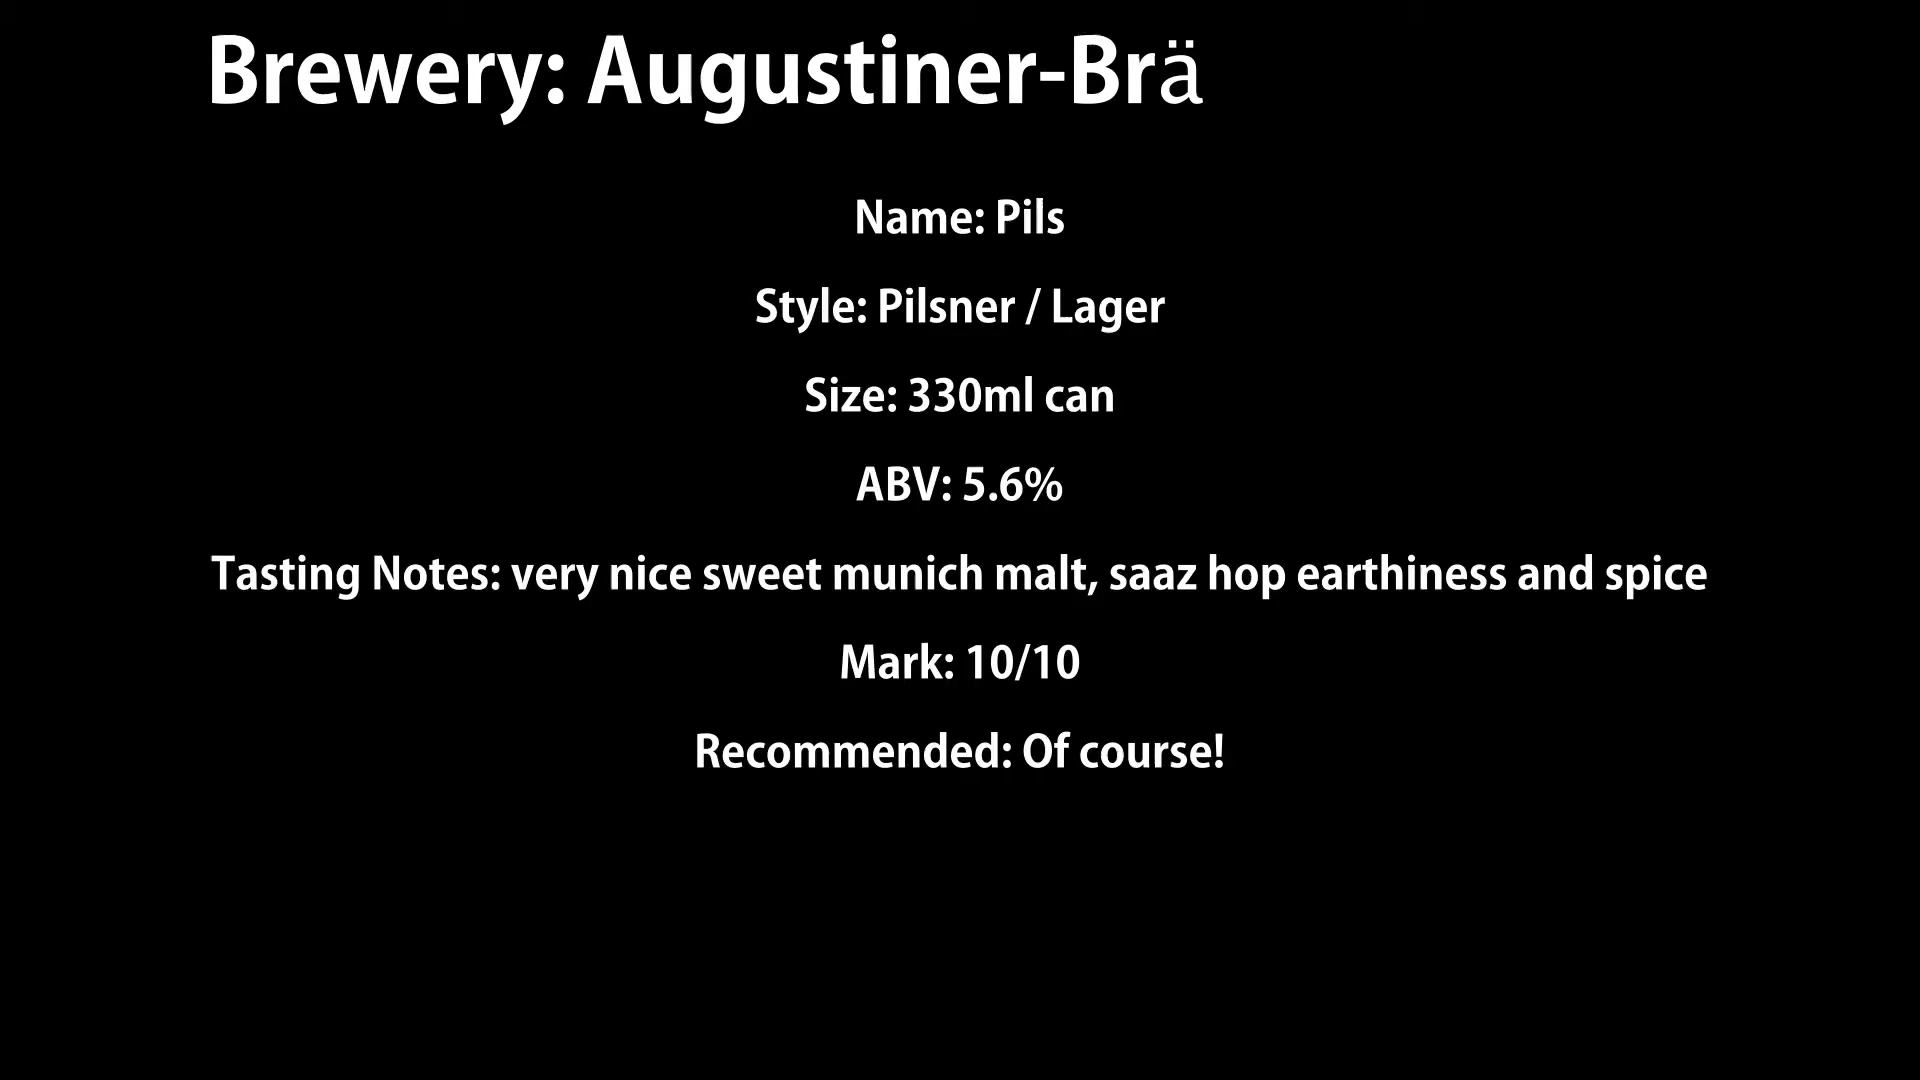 Brewery: Augustiner-Brä
Name: Pils
Style: Pilsner / Lager
Size: 330ml can
ABV: 5.6%
Tasting Notes: very nice sweet munich malt, saaz hop earthiness and spice
Mark: 10/10
Recommended: Of course!